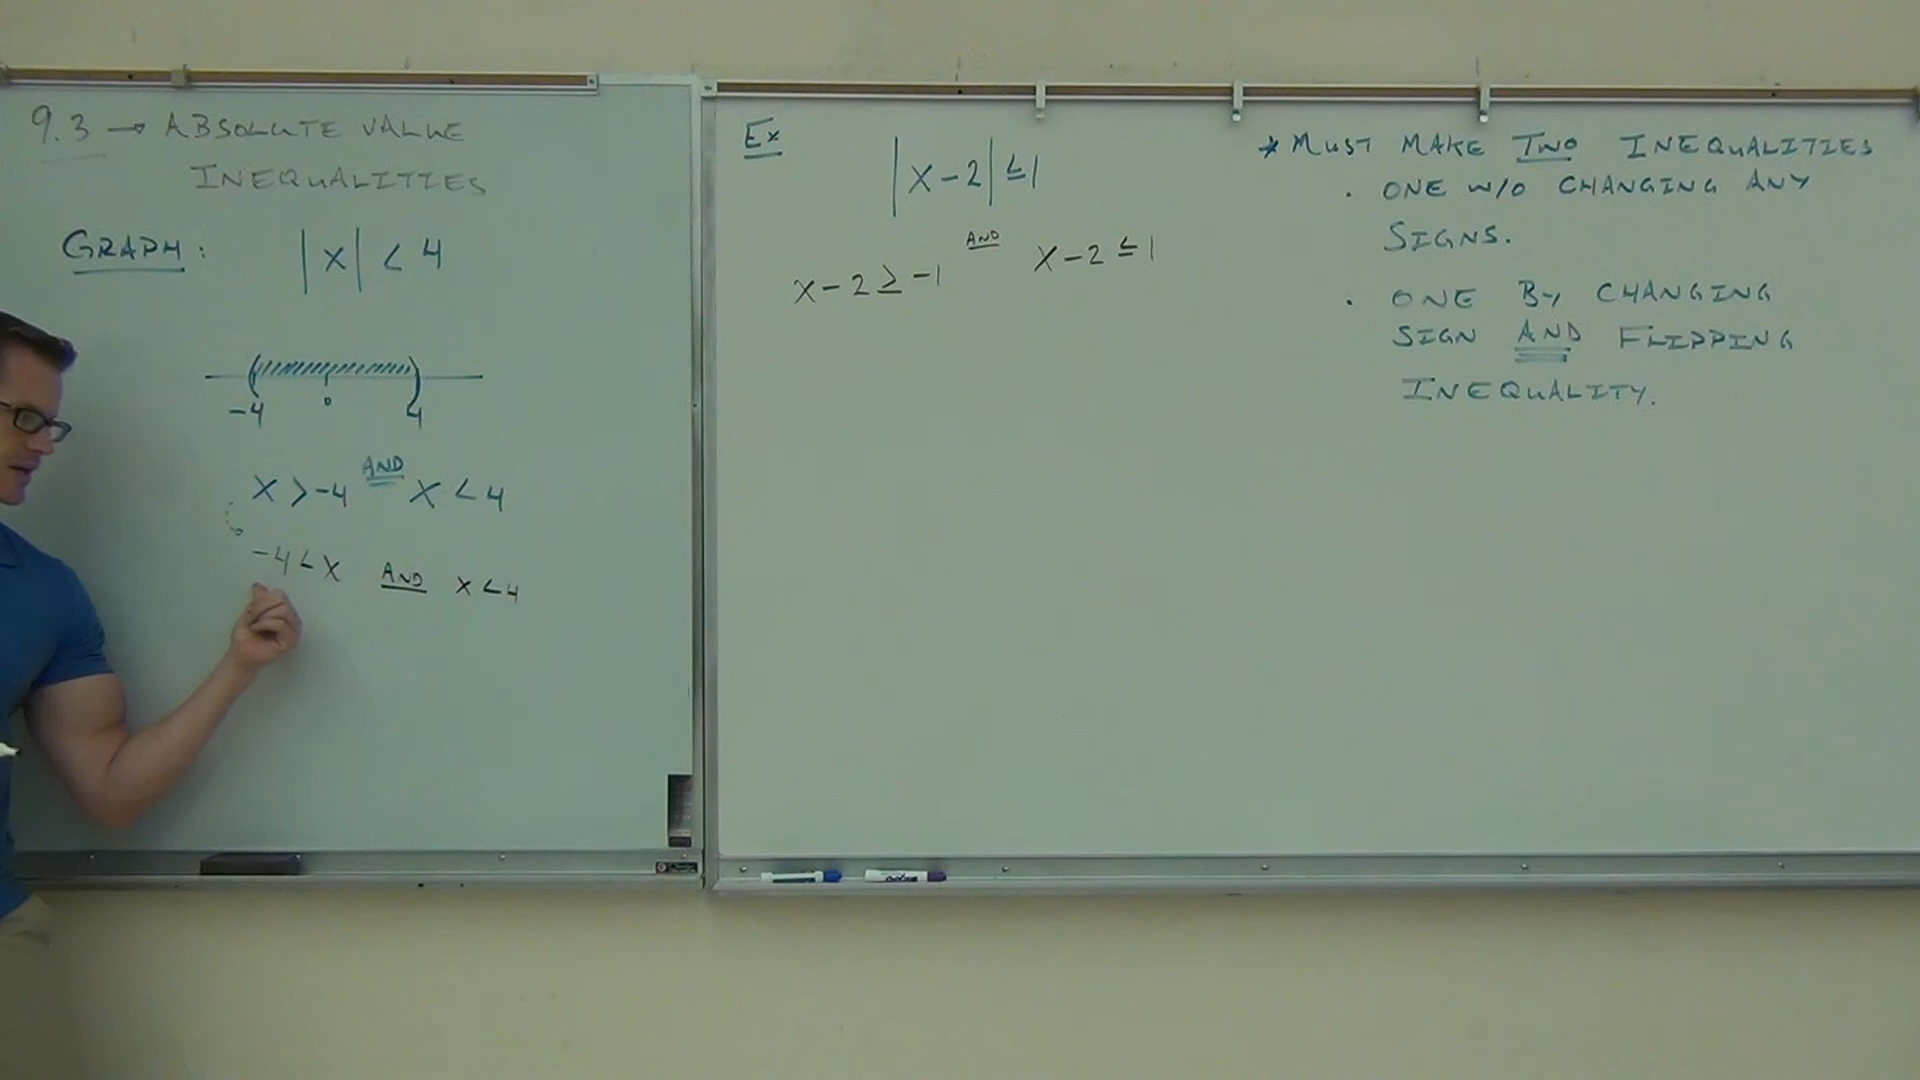 9.3 → ABSOLUTE VALUE
INEQUALITIES
GRAPH: |x| < 4
-4 0 4
x > -4 AND x < 4
-4 < x AND x < 4
Ex
|x-2| ≤ 1
x-2 ≥ -1 AND x-2 ≤ 1
* MUST MAKE TWO INEQUALITIES
· ONE W/O CHANGING ANY
SIGNS.
· ONE BY CHANGING
SIGN AND FLIPPING
INEQUALITY.